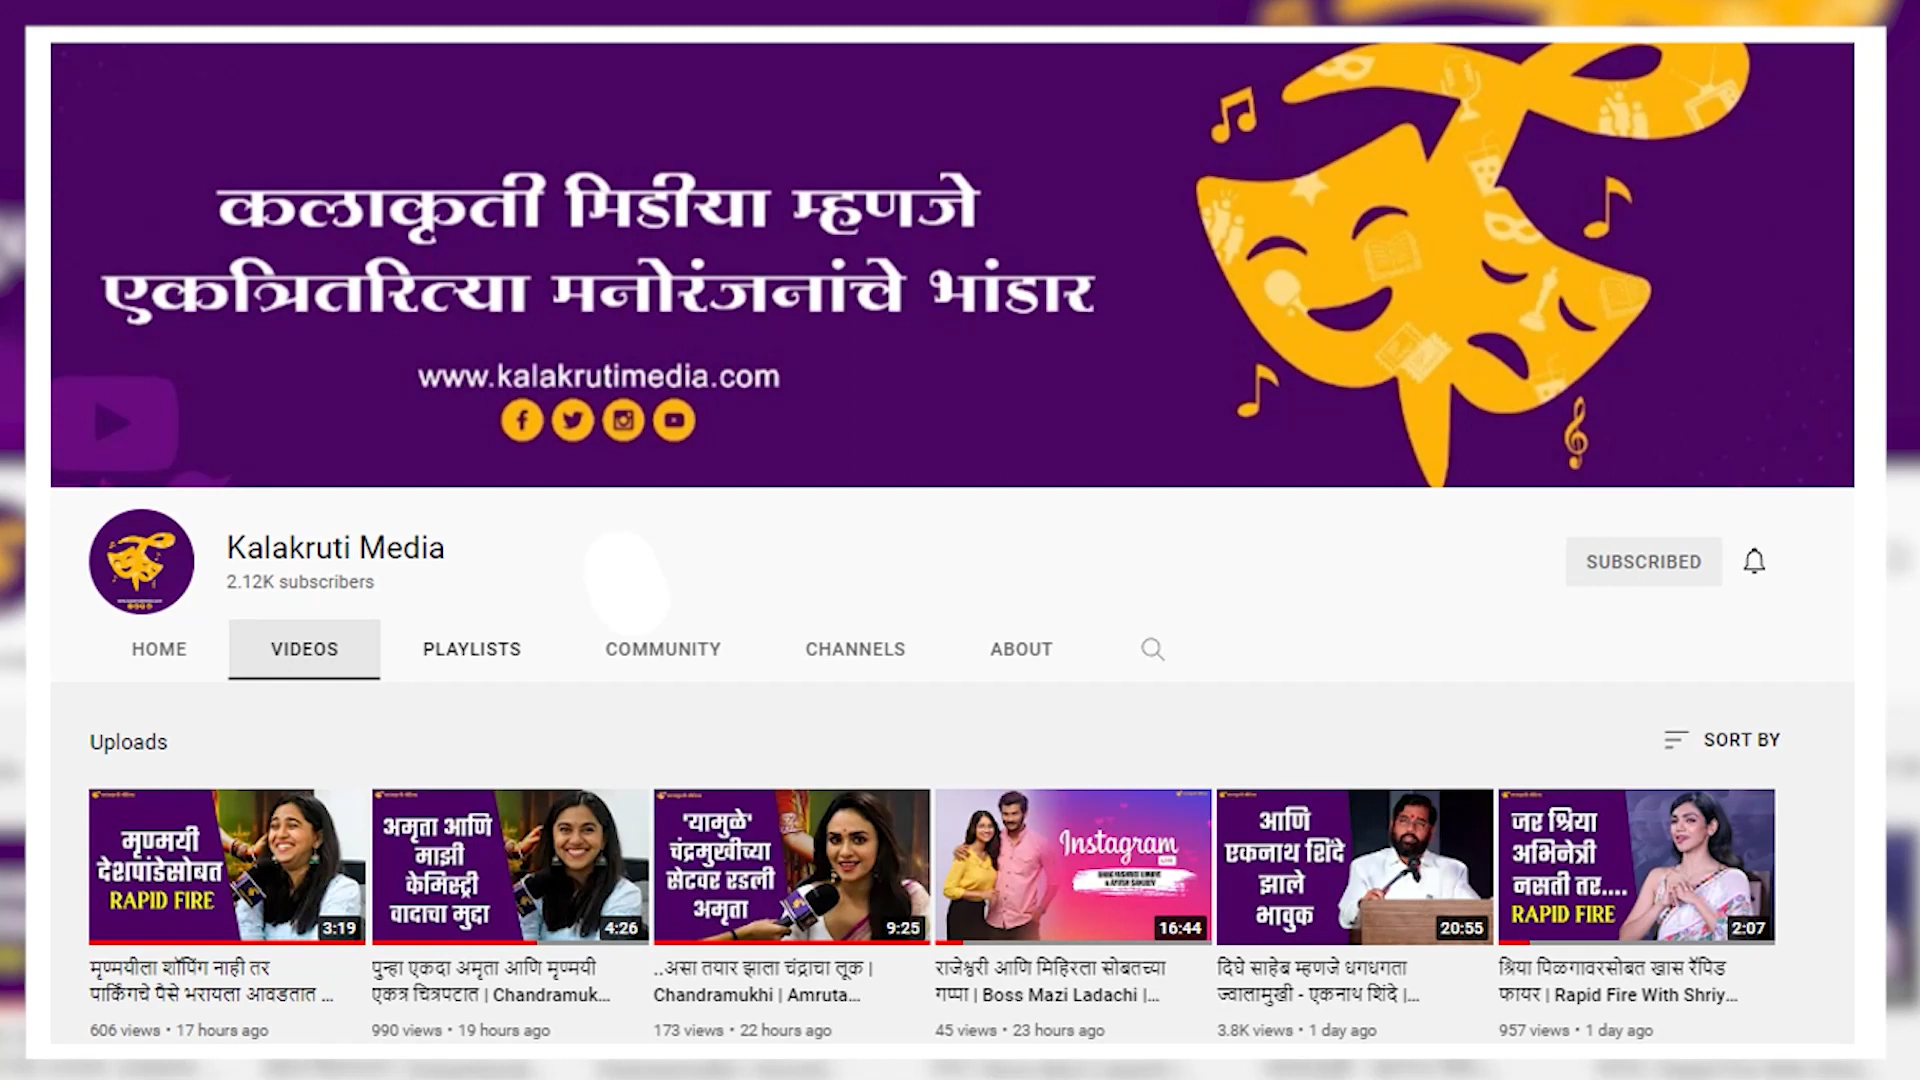 कलाकृती मिडीया म्हणजे
एकत्रितरित्या मनोरंजनांचे भांडार
www.kalakrutimedia.com
Kalakruti Media
2.12K subscribers
SUBSCRIBED
HOME
VIDEOS
PLAYLISTS
COMMUNITY
CHANNELS
ABOUT
Uploads
SORT BY
मृण्मयी
देशपांडेसोबत
RAPID FIRE
3:19
मृण्मयीला शॉपिंग नाही तर
पार्किंगचे पैसे भरायला आवडतात ...
606 views • 17 hours ago
अमृता आणि
माझी
केमिस्ट्री
वादाचा मुद्दा
4:26
पुन्हा एकदा अमृता आणि मृण्मयी
एकत्र चित्रपटात | Chandramuk...
990 views • 19 hours ago
'यामुळे'
चंद्रमुखीच्या
सेटवर रडली
अमृता
9:25
..असा तयार झाला चंद्राचा लूक |
Chandramukhi | Amruta...
173 views • 22 hours ago
Instagram
16:44
राजेश्वरी आणि मिहिरला सोबतच्या
गप्पा | Boss Mazi Ladachi |...
45 views • 23 hours ago
आणि
एकनाथ शिंदे
झाले
भावुक
20:55
दिघे साहेब म्हणजे धगधगता
ज्वालामुखी - एकनाथ शिंदे |...
3.8K views • 1 day ago
जर श्रिया
अभिनेत्री
नसती तर....
RAPID FIRE
2:07
श्रिया पिळगावरसोबत खास रॅपिड
फायर | Rapid Fire With Shriy...
957 views • 1 day ago